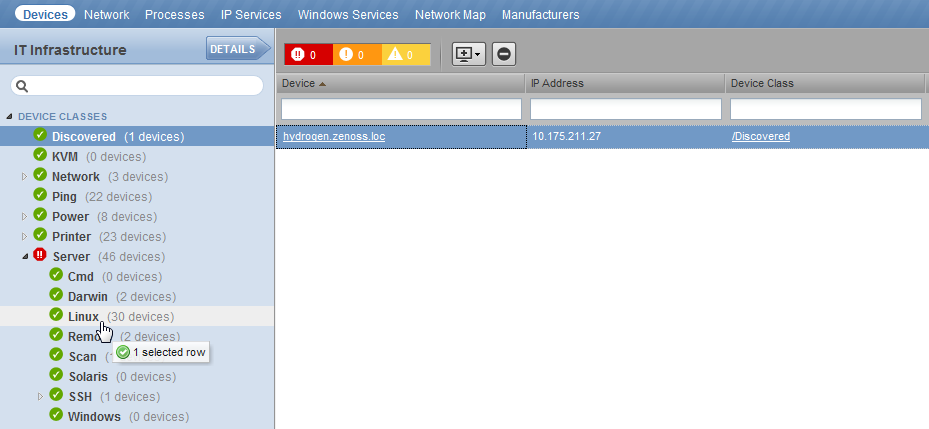 Devices Network Processes IP Services Windows Services Network Map Manufacturers
IT Infrastructure DETAILS
0 0 0
DEVICE CLASSES
Discovered (1 devices)
KVM (0 devices)
Network (3 devices)
Ping (22 devices)
Power (8 devices)
Printer (23 devices)
Server (46 devices)
Cmd (0 devices)
Darwin (2 devices)
Linux (30 devices)
(2 devices)
Scan
Solaris (0 devices)
SSH (1 devices)
Windows (0 devices)
1 selected row
Device IP Address Device Class
hydrogen.zenoss.loc 10.175.211.27 /Discovered